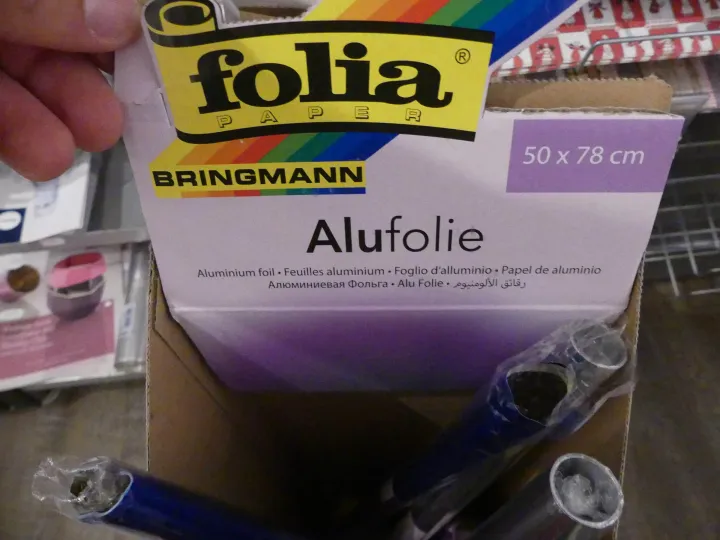 folia®
PAPER
BRINGMANN
50 x 78 cm
Alufolie
Aluminium foil • Feuilles aluminium • Foglio d'alluminio • Papel de aluminio
Алюминиевая Фольга • Alu Folie • رقائق الألومنيوم